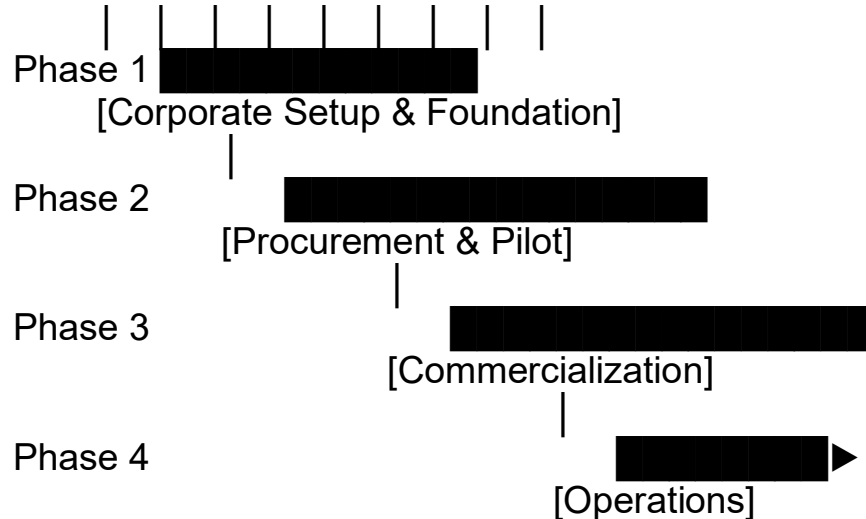 Phase 1
[Corporate Setup & Foundation]
Phase 2
[Procurement & Pilot]
Phase 3
[Commercialization]
Phase 4
[Operations]